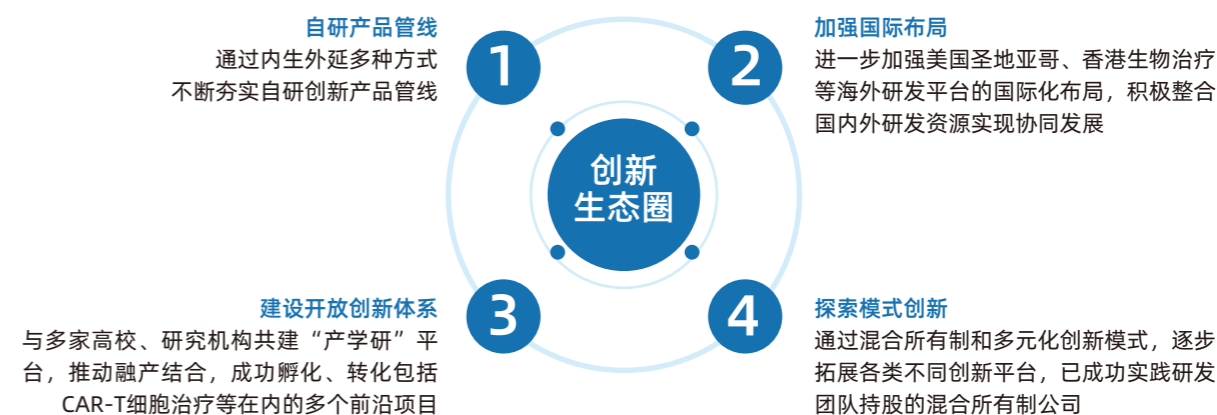 自研产品管线
通过内生外延多种方式
不断夯实自研创新产品管线
1
2
加强国际布局
进一步加强美国圣地亚哥、香港生物治疗
等海外研发平台的国际化布局，积极整合
国内外研发资源实现协同发展
创新
生态圈
建设开放创新体系
与多家高校、研究机构共建“产学研”平
台，推动融产结合，成功孵化、转化包括
CAR-T细胞治疗等在内的多个前沿项目
3
4
探索模式创新
通过混合所有制和多元化创新模式，逐步
拓展各类不同创新平台，已成功实践研发
团队持股的混合所有制公司